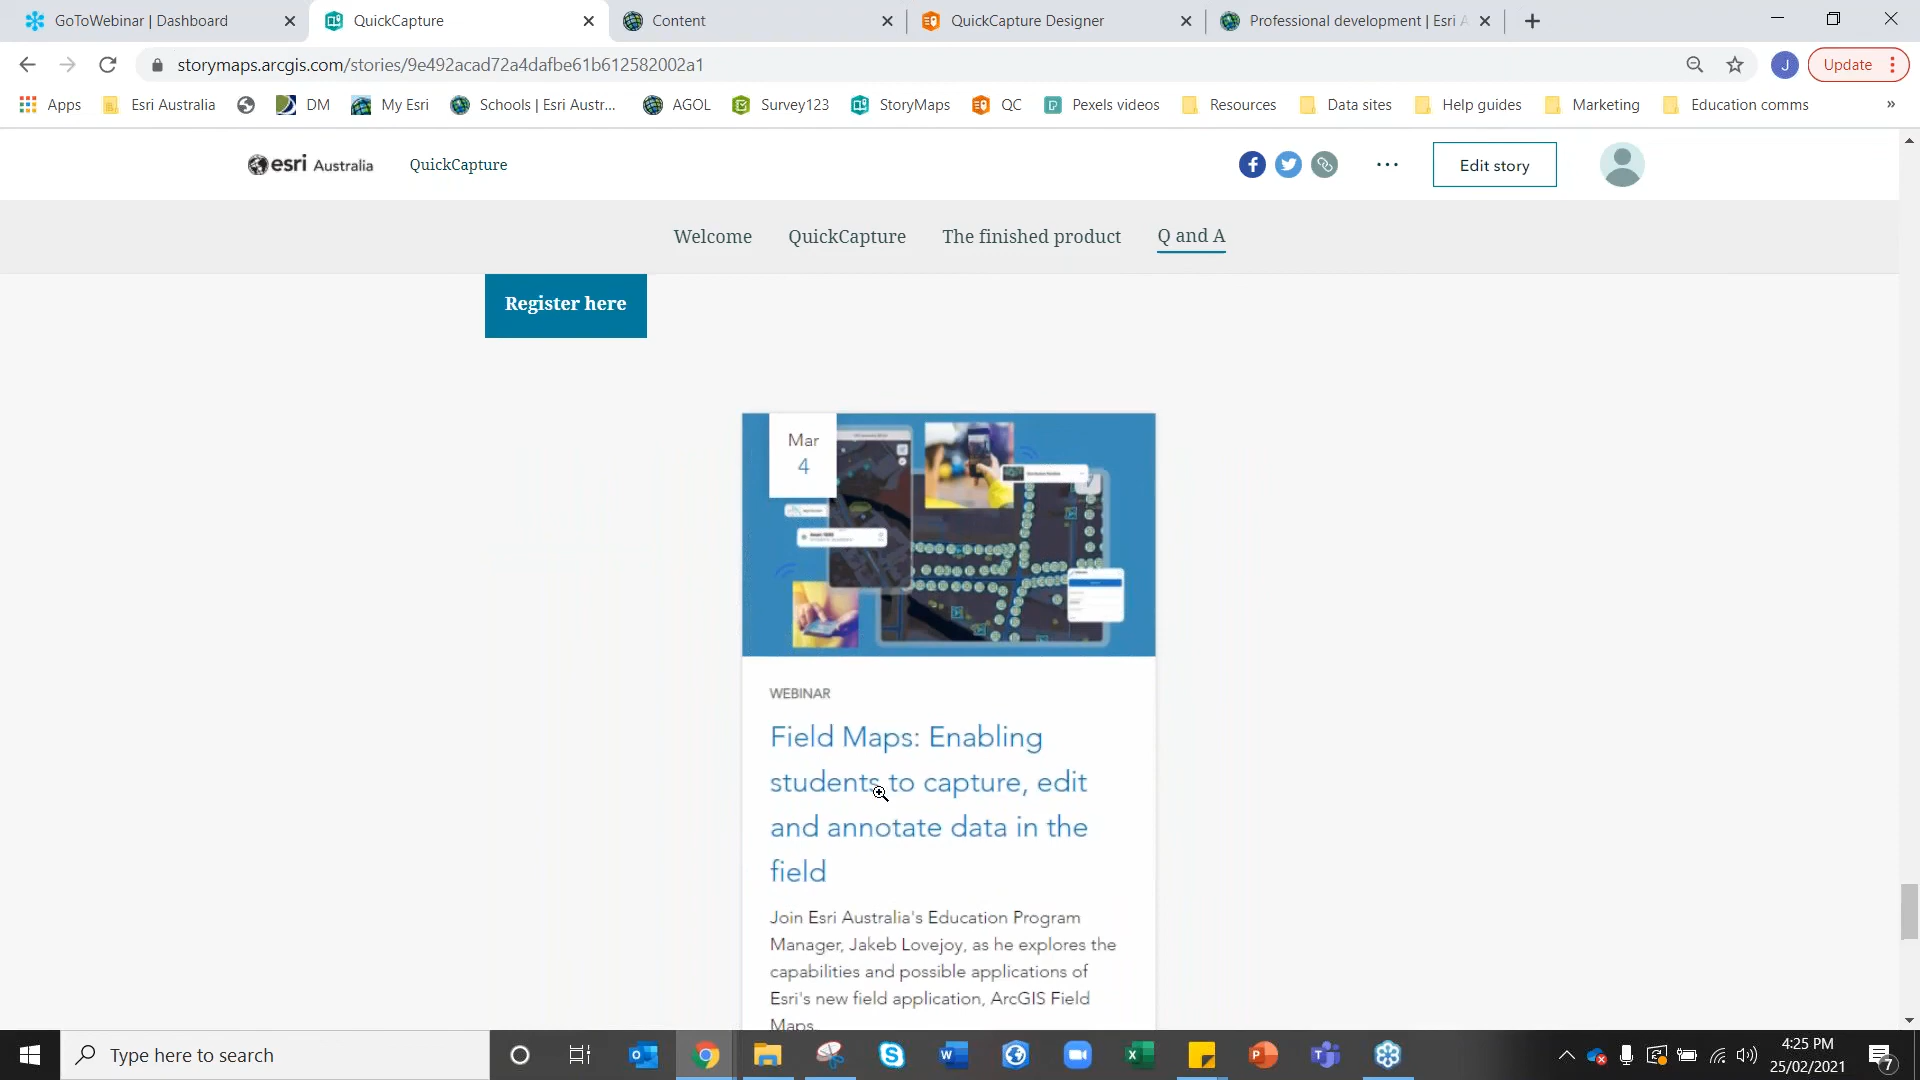 GoToWebinar | Dashboard
QuickCapture
Content
QuickCapture Designer
Professional development | Esri A
storymaps.arcgis.com/stories/9e492acad72a4dafbe61b612582002a1
J
Update
Apps
Esri Australia
DM
My Esri
Schools | Esri Austr...
AGOL
Survey123
StoryMaps
QC
Pexels videos
Resources
Data sites
Help guides
Marketing
Education comms
»
esri Australia
QuickCapture
Edit story
Welcome
QuickCapture
The finished product
Q and A
Register here
Mar
4
WEBINAR
Field Maps: Enabling
students to capture, edit
and annotate data in the
field
Join Esri Australia's Education Program
Manager, Jakeb Lovejoy, as he explores the
capabilities and possible applications of
Esri's new field application, ArcGIS Field
Maps.
Type here to search
4:25 PM
25/02/2021
7